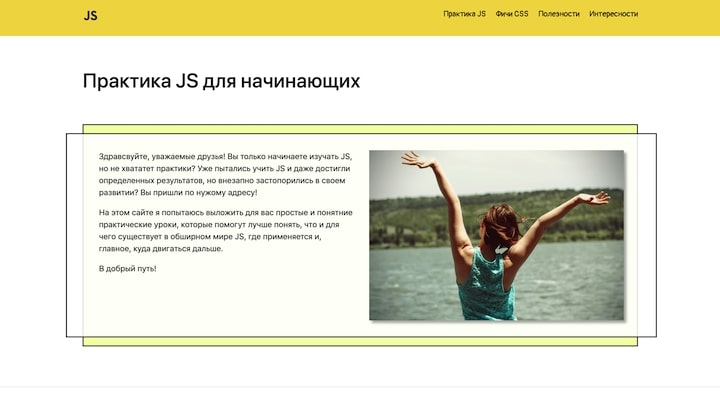 JS
Практика JS Фичи CSS Полезности Интересности
Практика JS для начинающих
Здравсвуйте, уважаемые друзья! Вы только начинаете изучать JS,
но не хвататет практики? Уже пытались учить JS и даже достигли
определенных результатов, но внезапно застопорились в своем
развитии? Вы пришли по нужому адресу!
На этом сайте я попытаюсь выложить для вас простые и понятние
практические уроки, которые помогут лучше понять, что и для
чего существует в обширном мире JS, где применяется и,
главное, куда двигаться дальше.
В добрый путь!